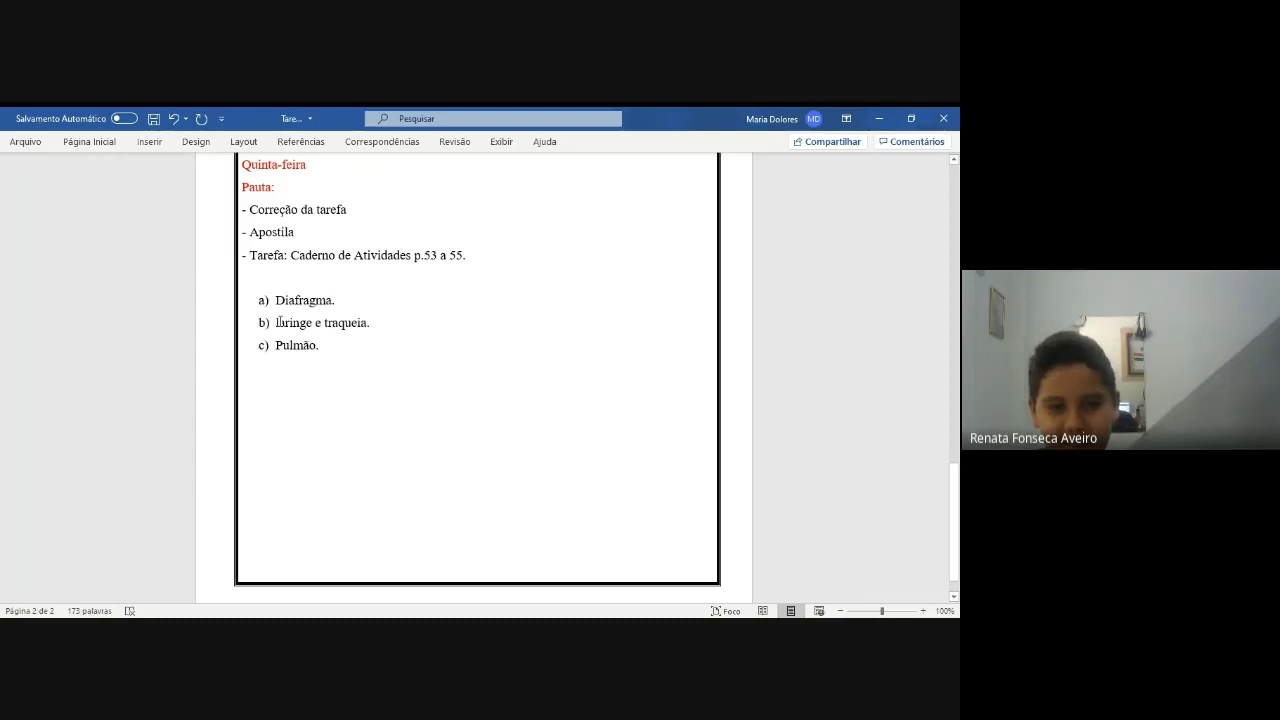 Salvamento Automático
Tare...
Pesquisar
Maria Dolores
MD
Arquivo
Página Inicial
Inserir
Design
Layout
Referências
Correspondências
Revisão
Exibir
Ajuda
Compartilhar
Comentários
Quinta-feira
Pauta:
- Correção da tarefa
- Apostila
- Tarefa: Caderno de Atividades p.53 a 55.
a) Diafragma.
b) laringe e traqueia.
c) Pulmão.
Renata Fonseca Aveiro
Página 2 de 2
173 palavras
Foco
100%